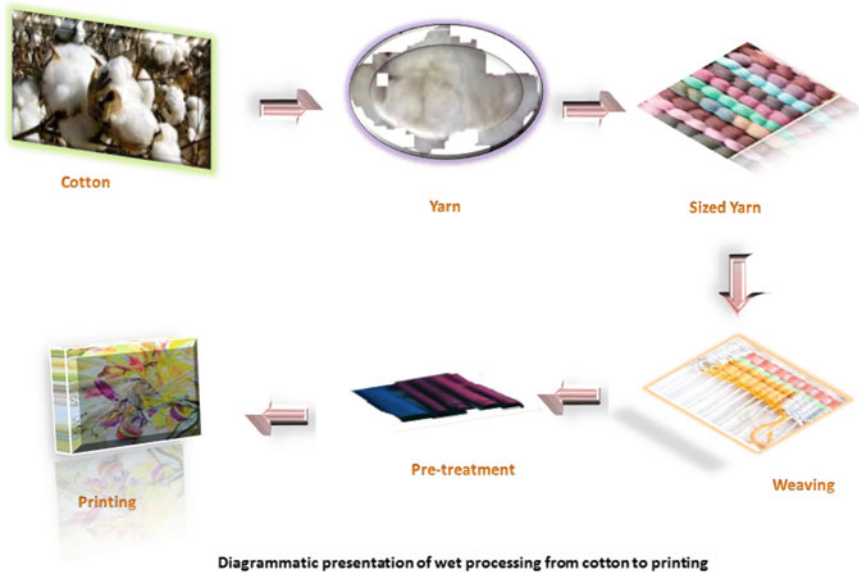 Cotton
Yarn
Sized Yarn
Weaving
Pre-treatment
Printing
Diagrammatic presentation of wet processing from cotton to printing